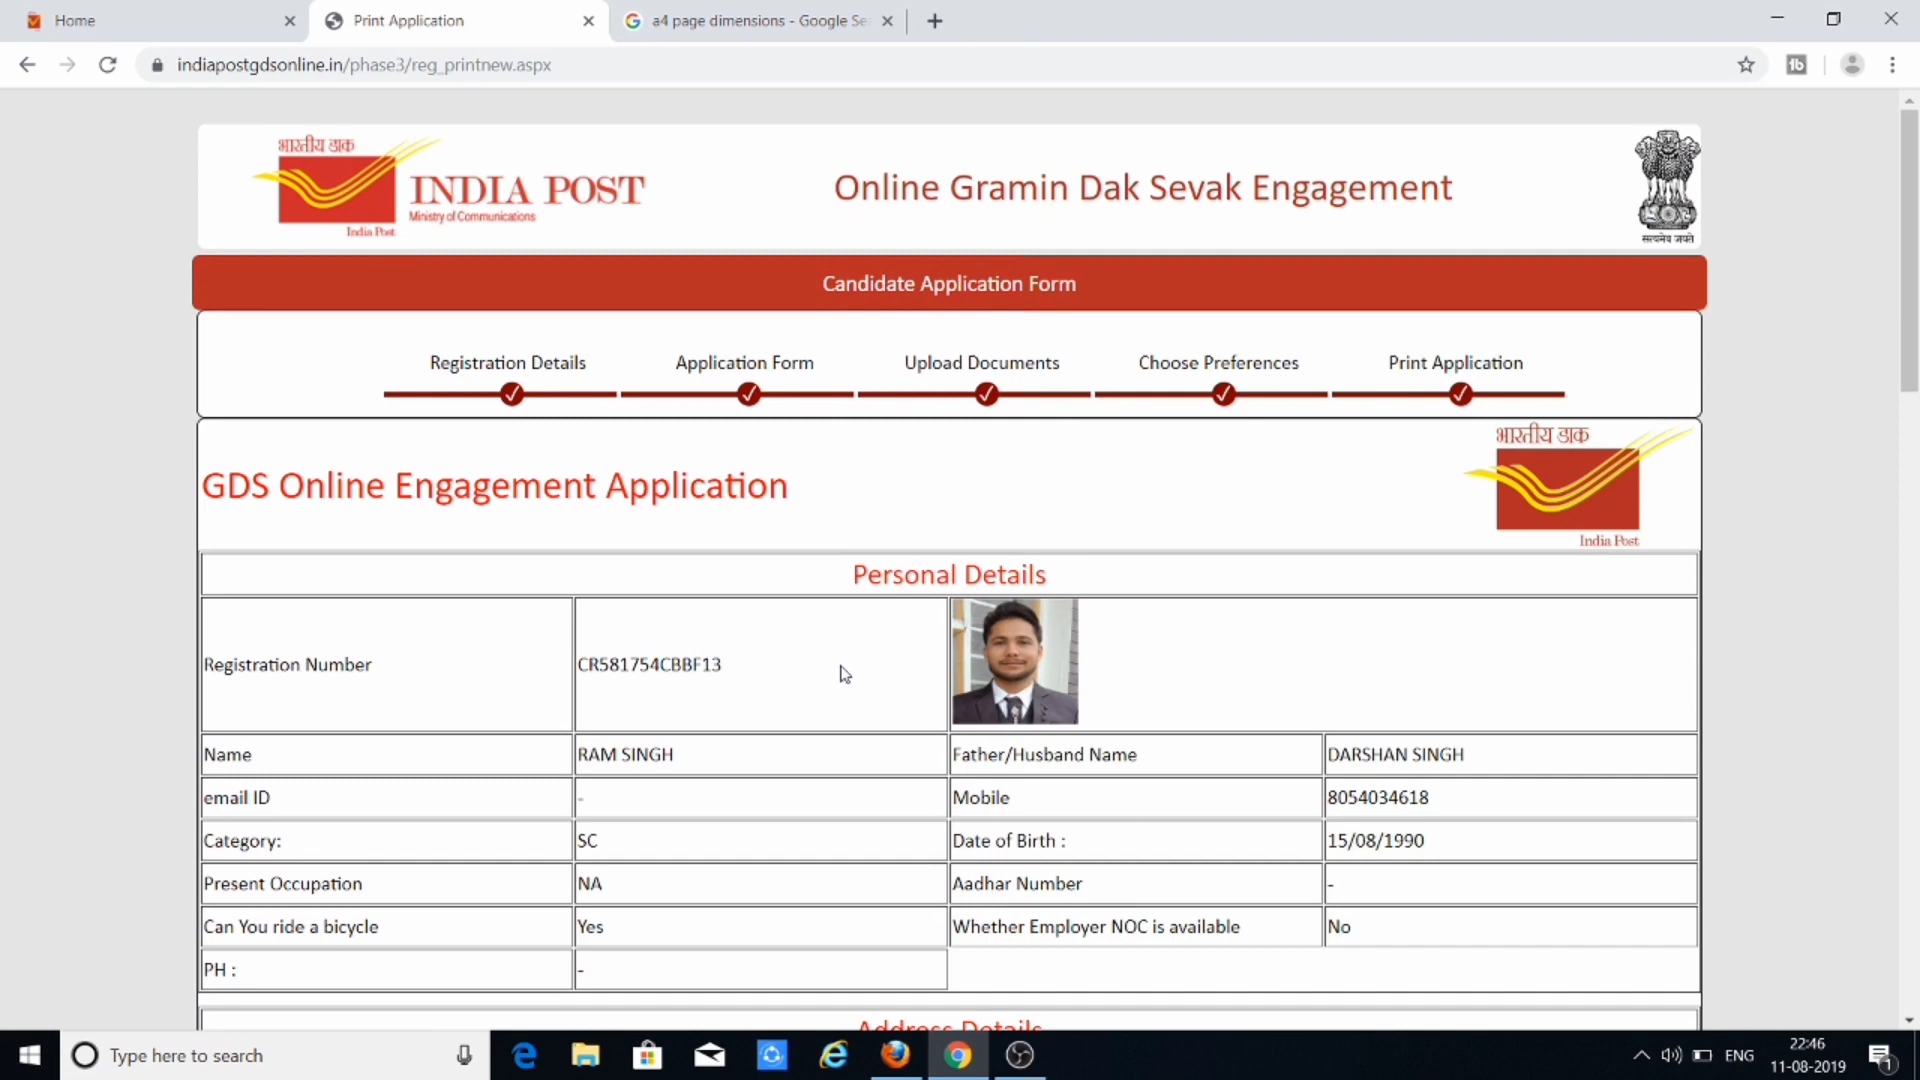 Home
Print Application
a4 page dimensions - Google Se
indiapostgdsonline.in/phase3/reg_printnew.aspx
भारतीय डाक
INDIA POST
Ministry of Communications
India Post
Online Gramin Dak Sevak Engagement
सत्यमेव जयते
Candidate Application Form
Registration Details Application Form Upload Documents Choose Preferences Print Application
GDS Online Engagement Application
भारतीय डाक
India Post
Personal Details
Registration Number CR581754CBBF13
Name RAM SINGH Father/Husband Name DARSHAN SINGH
email ID - Mobile 8054034618
Category: SC Date of Birth : 15/08/1990
Present Occupation NA Aadhar Number -
Can You ride a bicycle Yes Whether Employer NOC is available No
PH : -
Address Details
Type here to search
ENG
22:46
11-08-2019
1